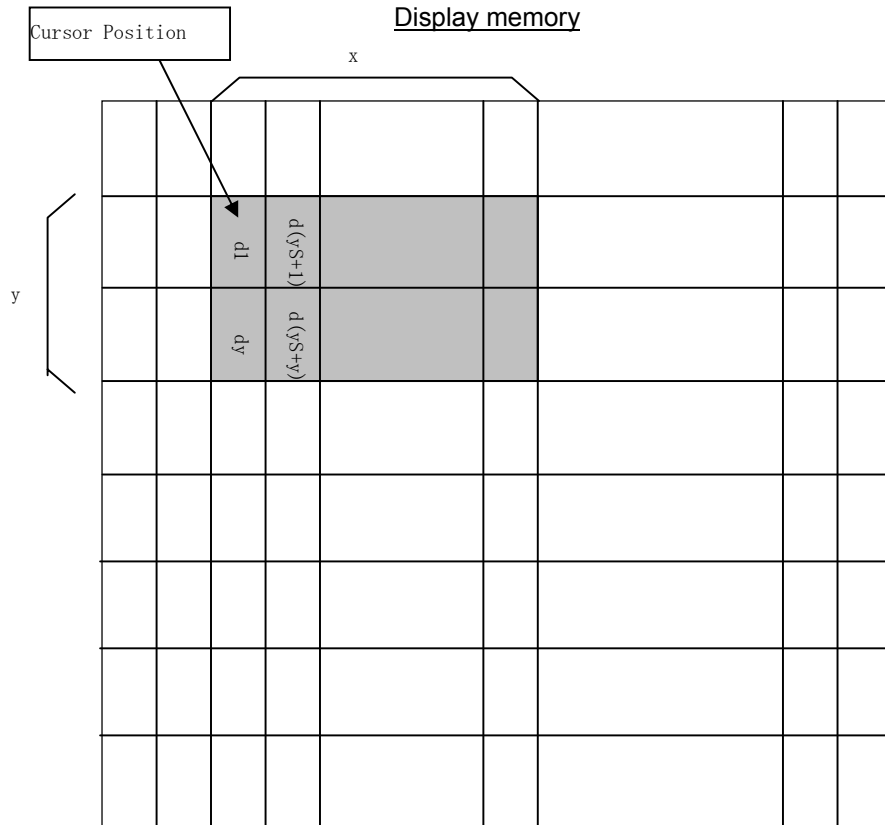 Display memory
Cursor Position
x
y
d1
d(yS+1)
dy
d(yS+y)